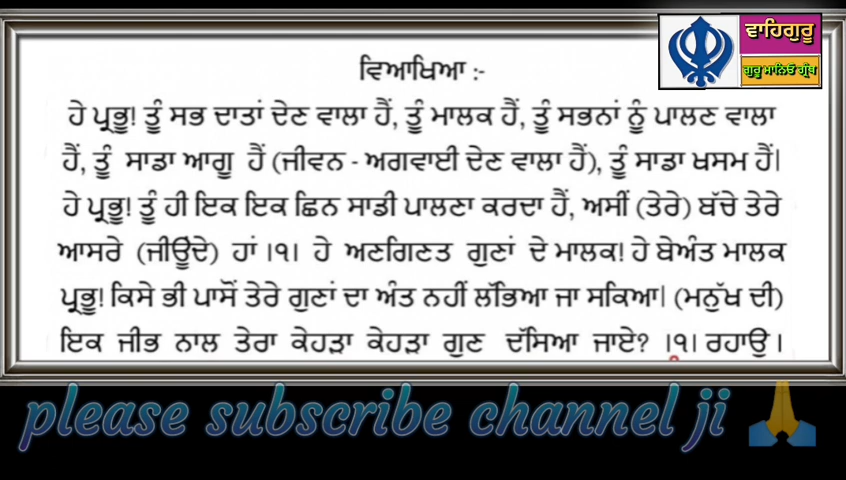 ਵਾਹਿਗੁਰੂ
ਗੁਰੂ ਮਾਨਿਓ ਗ੍ਰੰਥ
ਵਿਆਖਿਆ :-
ਹੇ ਪ੍ਰਭੂ! ਤੂੰ ਸਭ ਦਾਤਾਂ ਦੇਣ ਵਾਲਾ ਹੈਂ, ਤੂੰ ਮਾਲਕ ਹੈਂ, ਤੂੰ ਸਭਨਾਂ ਨੂੰ ਪਾਲਣ ਵਾਲਾ
ਹੈਂ, ਤੂੰ ਸਾਡਾ ਆਗੂ ਹੈਂ (ਜੀਵਨ - ਅਗਵਾਈ ਦੇਣ ਵਾਲਾ ਹੈਂ), ਤੂੰ ਸਾਡਾ ਖਸਮ ਹੈਂ।
ਹੇ ਪ੍ਰਭੂ! ਤੂੰ ਹੀ ਇਕ ਇਕ ਛਿਨ ਸਾਡੀ ਪਾਲਣਾ ਕਰਦਾ ਹੈਂ, ਅਸੀਂ (ਤੇਰੇ) ਬੱਚੇ ਤੇਰੇ
ਆਸਰੇ (ਜੀਊਂਦੇ) ਹਾਂ ।੧। ਹੇ ਅਣਗਿਣਤ ਗੁਣਾਂ ਦੇ ਮਾਲਕ! ਹੇ ਬੇਅੰਤ ਮਾਲਕ
ਪ੍ਰਭੂ! ਕਿਸੇ ਭੀ ਪਾਸੋਂ ਤੇਰੇ ਗੁਣਾਂ ਦਾ ਅੰਤ ਨਹੀਂ ਲੱਭਿਆ ਜਾ ਸਕਿਆ। (ਮਨੁੱਖ ਦੀ)
ਇਕ ਜੀਭ ਨਾਲ ਤੇਰਾ ਕੇਹੜਾ ਕੇਹੜਾ ਗੁਣ ਦੱਸਿਆ ਜਾਏ? ।੧। ਰਹਾਉ ।
please subscribe channel ji 🙏